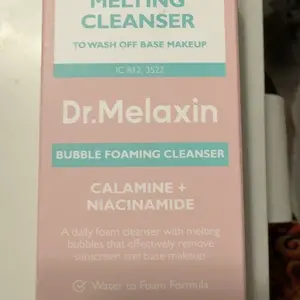 MELTING
CLEANSER
TO WASH OFF BASE MAKEUP
Dr.Melaxin
BUBBLE FOAMING CLEANSER
CALAMINE +
NIACINAMIDE
A daily foam cleanser with melting
bubbles that effectively remove
sunscreen and base makeup
Water to Foam Formula